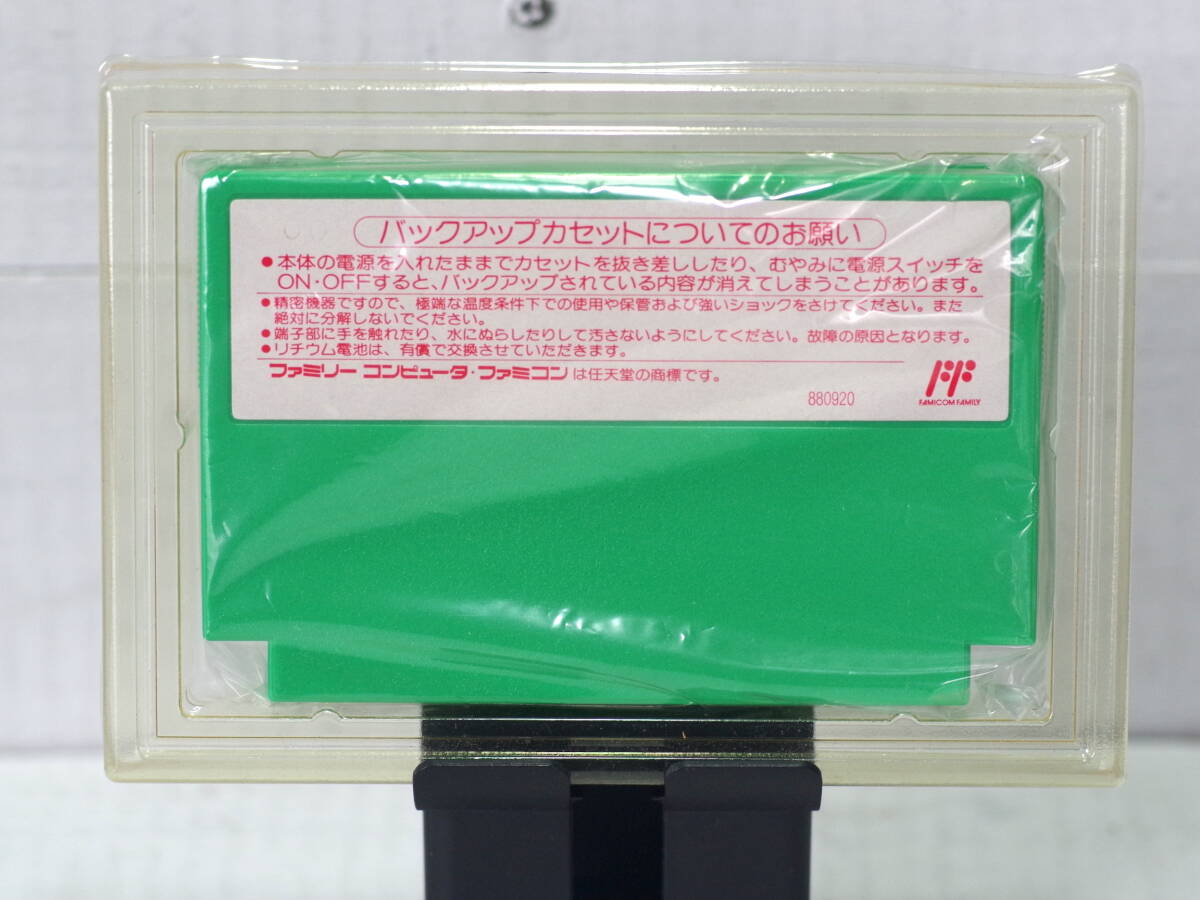 バックアップカセットについてのお願い
●本体の電源を入れたままでカセットを抜き差ししたり、むやみに電源スイッチを
ON・OFFすると、バックアップされている内容が消えてしまうことがあります。
●精密機器ですので、極端な温度条件下での使用や保管および強いショックをさけてください。また
絶対に分解しないでください。
●端子部に手を触れたり、水にぬらしたりして汚さないようにしてください。故障の原因となります。
●リチウム電池は、有償で交換させていただきます。
ファミリー コンピュータ・ファミコン は任天堂の商標です。
880920
FAMICOM FAMILY